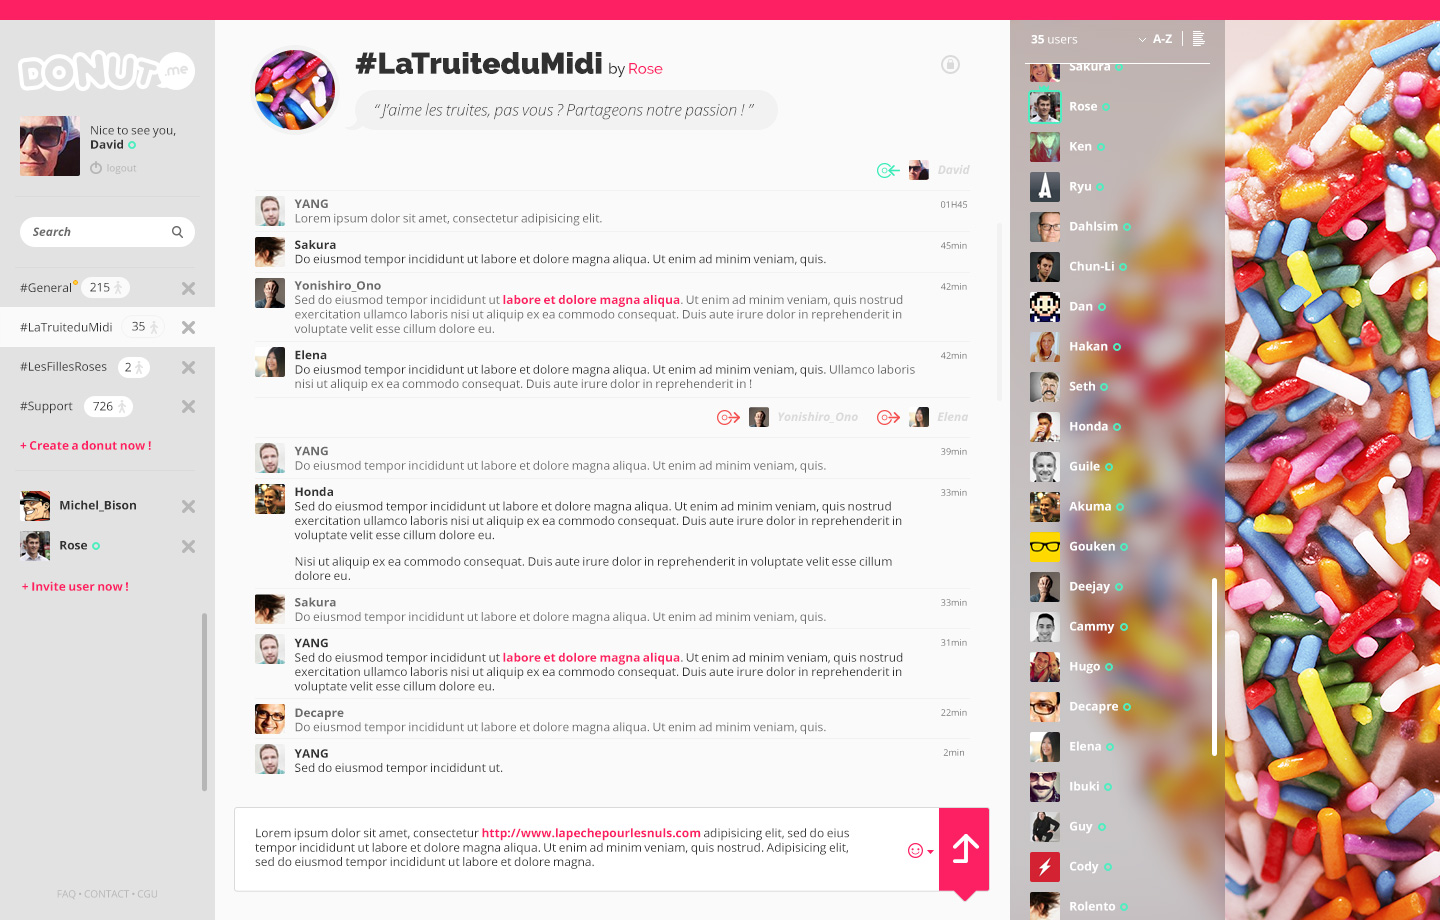 DONUT.me
Nice to see you,
David
logout
Search
#General 215
#LaTruiteduMidi 35
#LesFillesRoses 2
#Support 726
+ Create a donut now !
Michel_Bison
Rose
+ Invite user now !
FAQ • CONTACT • CGU
#LaTruiteduMidi by Rose
“ J'aime les truites, pas vous ? Partageons notre passion ! ”
David
YANG 01H45
Lorem ipsum dolor sit amet, consectetur adipisicing elit.
Sakura 45min
Do eiusmod tempor incididunt ut labore et dolore magna aliqua. Ut enim ad minim veniam, quis.
Yonishiro_Ono 42min
Sed do eiusmod tempor incididunt ut labore et dolore magna aliqua. Ut enim ad minim veniam, quis nostrud
exercitation ullamco laboris nisi ut aliquip ex ea commodo consequat. Duis aute irure dolor in reprehenderit in
voluptate velit esse cillum dolore eu.
Elena 42min
Do eiusmod tempor incididunt ut labore et dolore magna aliqua. Ut enim ad minim veniam, quis. Ullamco laboris
nisi ut aliquip ex ea commodo consequat. Duis aute irure dolor in reprehenderit in !
Yonishiro_Ono Elena
YANG 39min
Do eiusmod tempor incididunt ut labore et dolore magna aliqua. Ut enim ad minim veniam, quis.
Honda 33min
Sed do eiusmod tempor incididunt ut labore et dolore magna aliqua. Ut enim ad minim veniam, quis nostrud
exercitation ullamco laboris nisi ut aliquip ex ea commodo consequat. Duis aute irure dolor in reprehenderit in
voluptate velit esse cillum dolore eu.
Nisi ut aliquip ex ea commodo consequat. Duis aute irure dolor in reprehenderit in voluptate velit esse cillum
dolore eu.
Sakura 33min
Do eiusmod tempor incididunt ut labore et dolore magna aliqua. Ut enim ad minim veniam, quis.
YANG 31min
Sed do eiusmod tempor incididunt ut labore et dolore magna aliqua. Ut enim ad minim veniam, quis nostrud
exercitation ullamco laboris nisi ut aliquip ex ea commodo consequat. Duis aute irure dolor in reprehenderit in
voluptate velit esse cillum dolore eu.
Decapre 22min
Do eiusmod tempor incididunt ut labore et dolore magna aliqua. Ut enim ad minim veniam, quis.
YANG 2min
Sed do eiusmod tempor incididunt ut.
Lorem ipsum dolor sit amet, consectetur http://www.lapechepourlesnuls.com adipisicing elit, sed do eius
tempor incididunt ut labore et dolore magna aliqua. Ut enim ad minim veniam, quis nostrud. Adipisicing elit,
sed do eiusmod tempor incididunt ut labore et dolore magna.
35 users A-Z
Sakura
Rose
Ken
Ryu
Dahlsim
Chun-Li
Dan
Hakan
Seth
Honda
Guile
Akuma
Gouken
Deejay
Cammy
Hugo
Decapre
Elena
Ibuki
Guy
Cody
Rolento